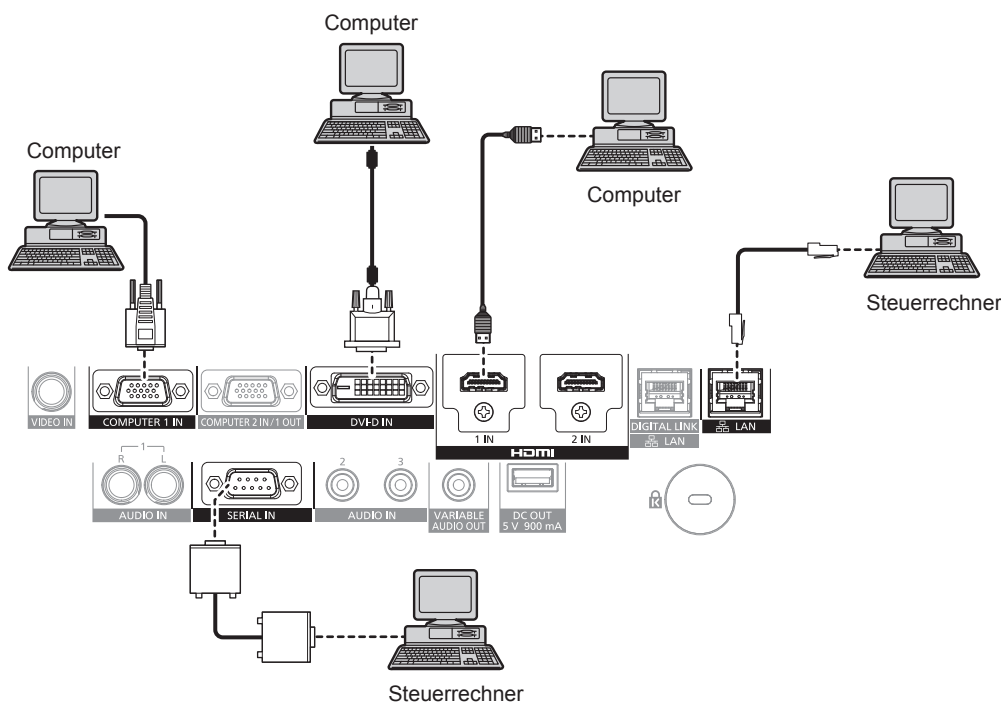 Computer
Computer
Computer
Steuerrechner
VIDEO IN
COMPUTER 1 IN
COMPUTER 2 IN/1 OUT
DVI-D IN
1 IN
2 IN
HDMI
DIGITAL LINK
LAN
LAN
1
R
L
AUDIO IN
SERIAL IN
2
3
AUDIO IN
VARIABLE
AUDIO OUT
DC OUT
5 V 900 mA
K
Steuerrechner